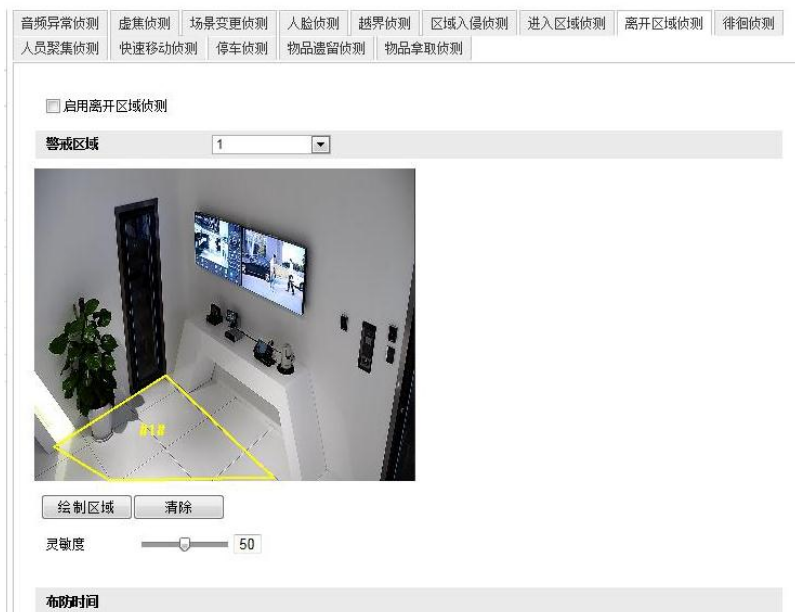 音频异常侦测 虚焦侦测 场景变更侦测 人脸侦测 越界侦测 区域入侵侦测 进入区域侦测 离开区域侦测 徘徊侦测
人员聚集侦测 快速移动侦测 停车侦测 物品遗留侦测 物品拿取侦测
启用离开区域侦测
警戒区域 1
#1#
绘制区域 清除
灵敏度 50
布防时间